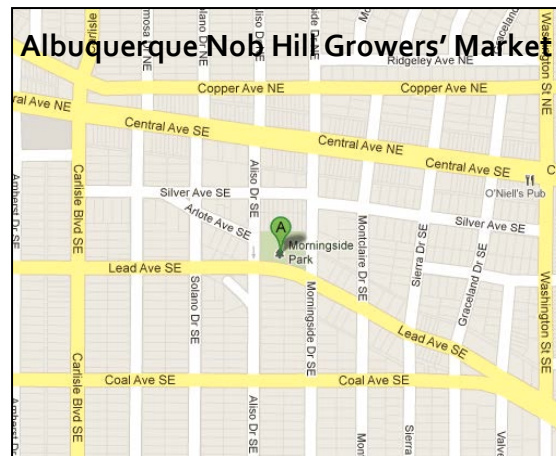 Albuquerque Nob Hill Growers' Market
Ridgeley Ave NE
Copper Ave NE
Copper Ave NE
Central Ave SE
Central Ave NE
Central Ave SE
Washington St NE
O'Niell's Pub
Silver Ave SE
Silver Ave SE
Arlote Ave SE
Aliso Dr SE
Amherst Dr SE
Carlisle Blvd SE
A
Morningside
Park
Montclaire Dr SE
Sierra Dr SE
Graceland Dr SE
Washington St SE
Lead Ave SE
Lead Ave SE
Solano Dr SE
Morningside Dr SE
Coal Ave SE
Coal Ave SE
Carlisle Blvd SE
Aliso Dr SE
Sierra